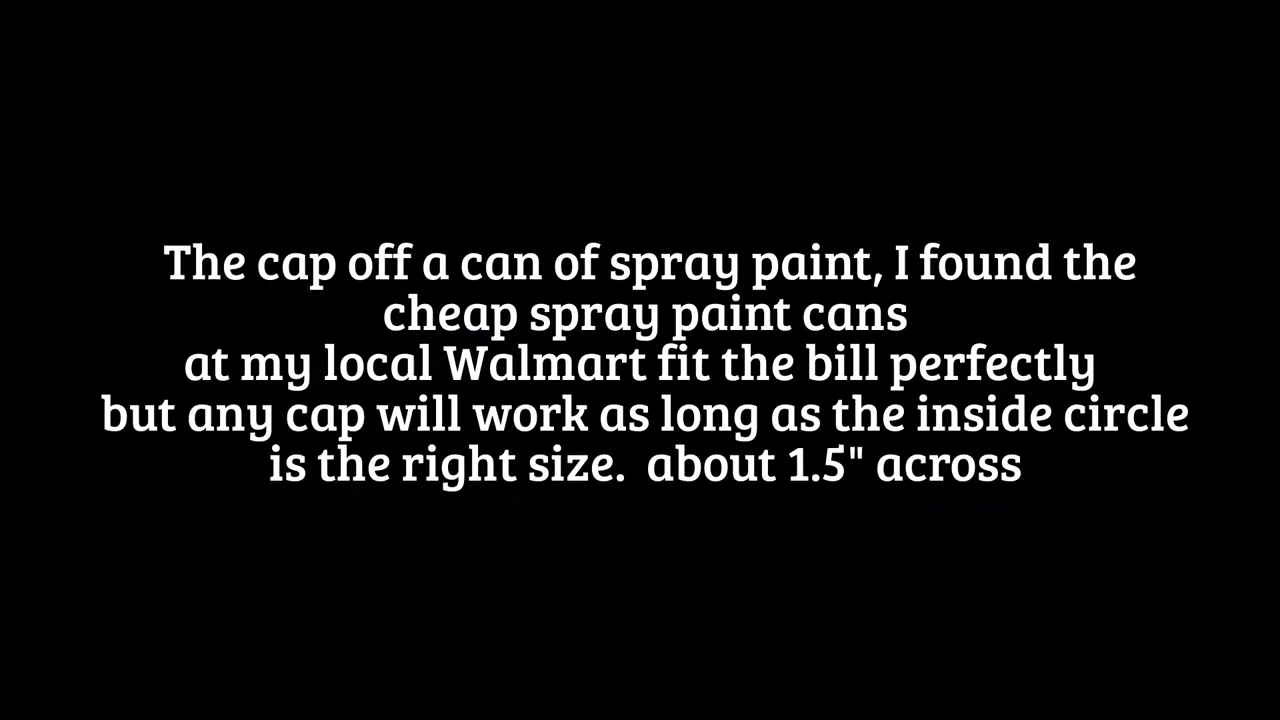 The cap off a can of spray paint, I found the
cheap spray paint cans
at my local Walmart fit the bill perfectly
but any cap will work as long as the inside circle
is the right size.  about 1.5" across